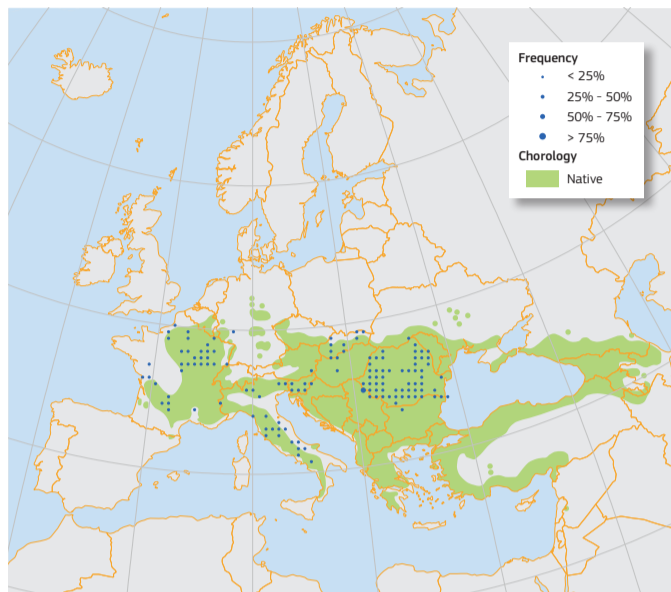 Frequency
< 25%
25% - 50%
50% - 75%
> 75%
Chorology
Native